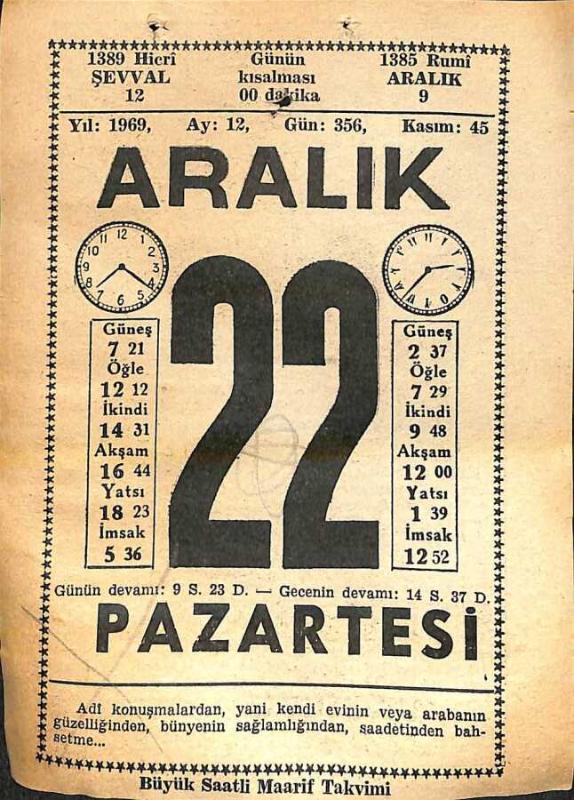 1389 Hicrî Günün 1385 Rumî
ŞEVVAL kısalması ARALIK
12 00 dakika 9
Yıl: 1969, Ay: 12, Gün: 356, Kasım: 45
ARALIK
22
Güneş
7 21
Öğle
12 12
İkindi
14 31
Akşam
16 44
Yatsı
18 23
İmsak
5 36
Güneş
2 37
Öğle
7 29
İkindi
9 48
Akşam
12 00
Yatsı
1 39
İmsak
12 52
Günün devamı: 9 S. 23 D. — Gecenin devamı: 14 S. 37 D.
PAZARTESİ
Adî konuşmalardan, yani kendi evinin veya arabanın
güzelliğinden, bünyenin sağlamlığından, saadetinden bah-
setme...
Büyük Saatli Maarif Takvimi